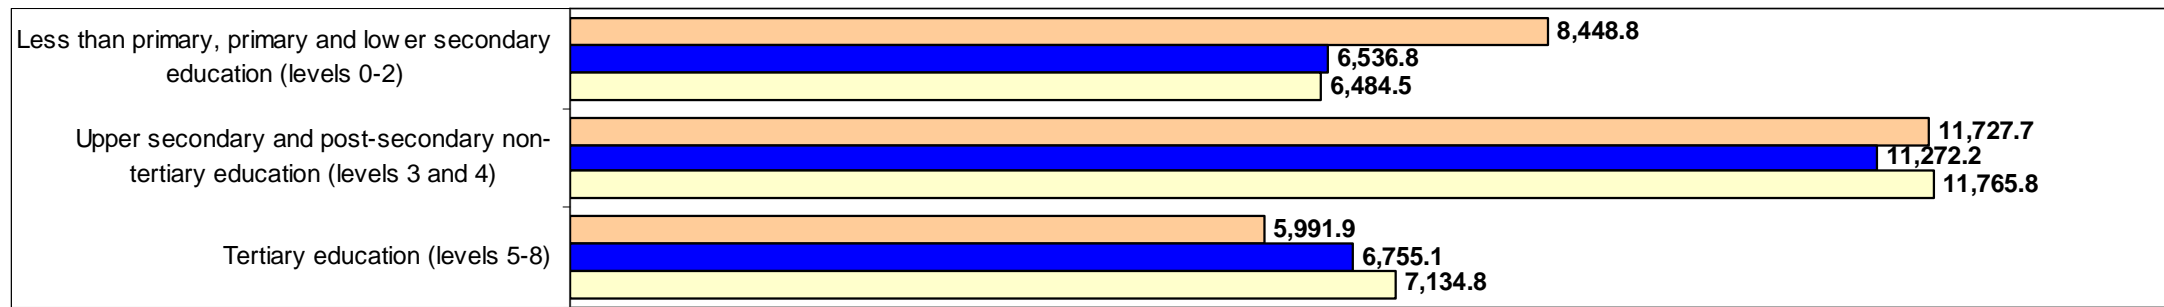 Less than primary, primary and lower secondary
education (levels 0-2)
8,448.8
6,536.8
6,484.5
Upper secondary and post-secondary non-
tertiary education (levels 3 and 4)
11,727.7
11,272.2
11,765.8
Tertiary education (levels 5-8)
5,991.9
6,755.1
7,134.8